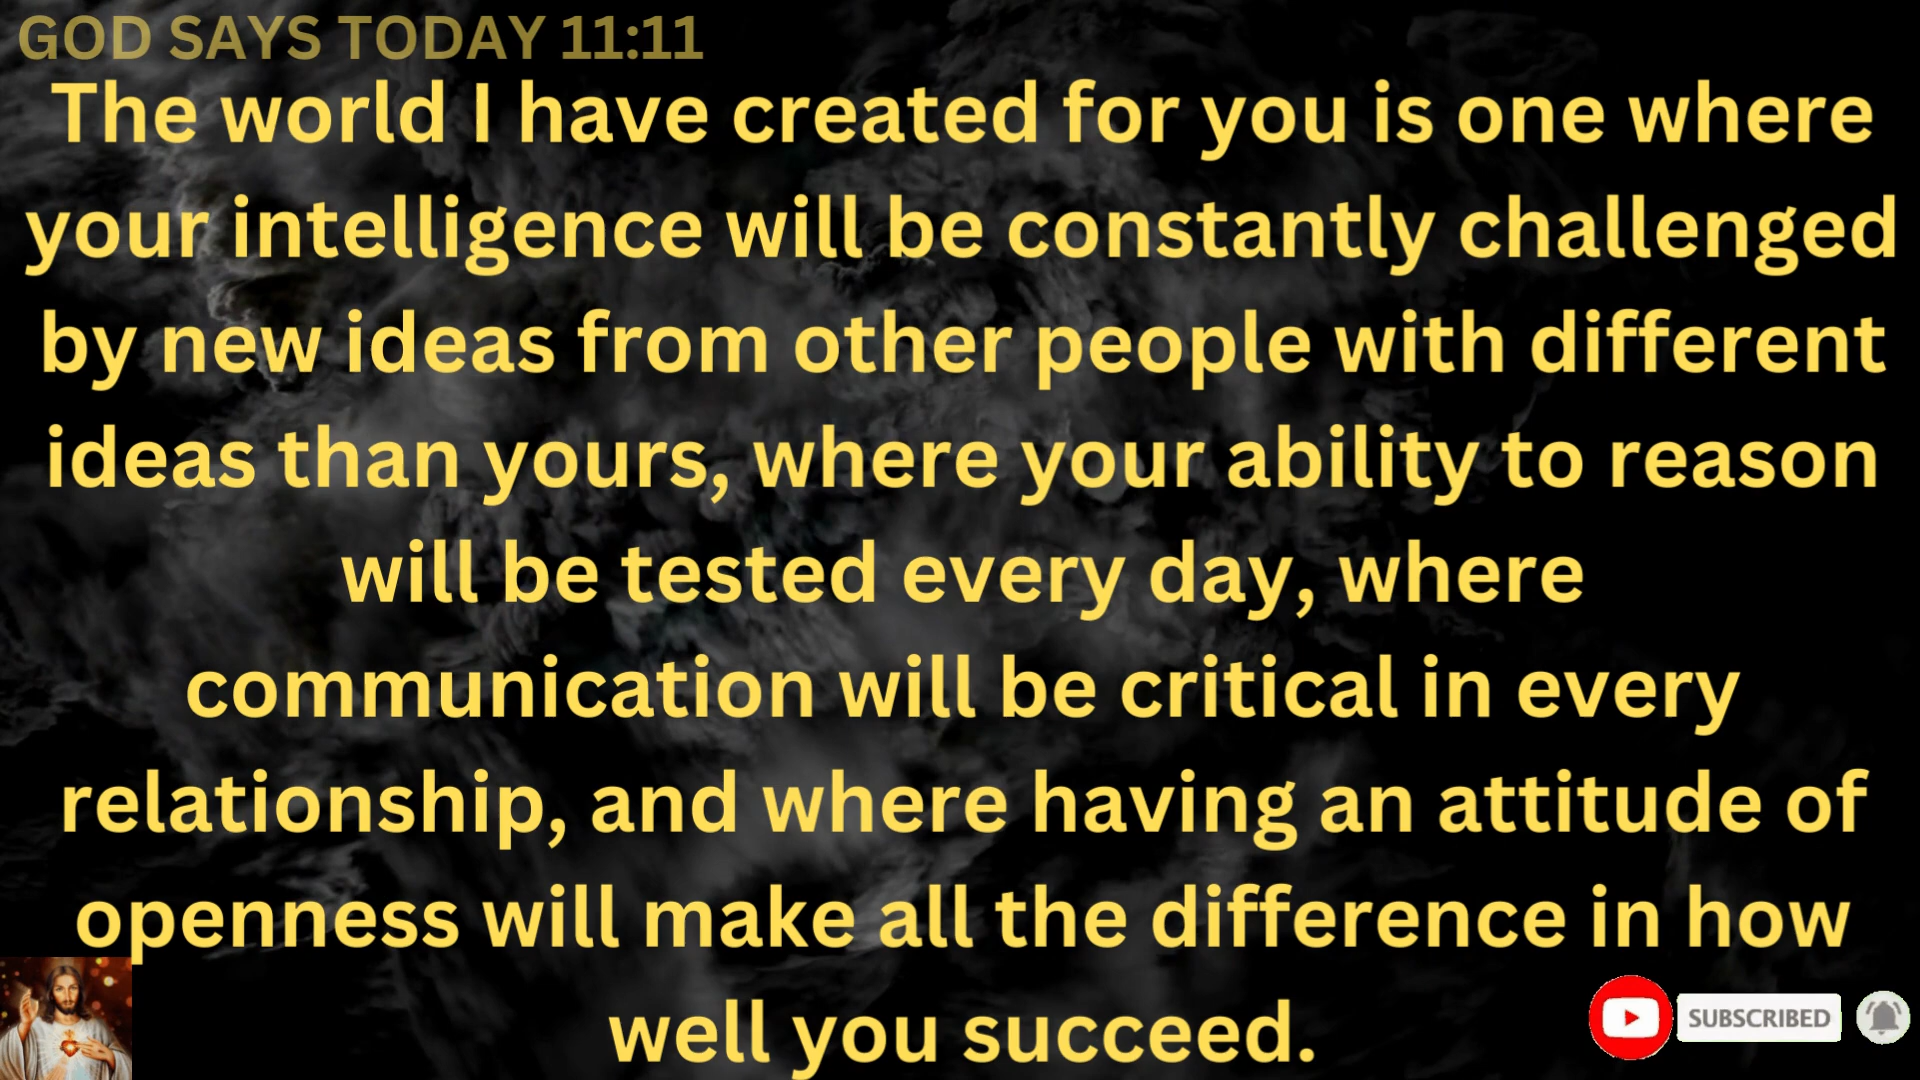 GOD SAYS TODAY 11:11
The world I have created for you is one where
your intelligence will be constantly challenged
by new ideas from other people with different
ideas than yours, where your ability to reason
will be tested every day, where
communication will be critical in every
relationship, and where having an attitude of
openness will make all the difference in how
well you succeed.
SUBSCRIBED